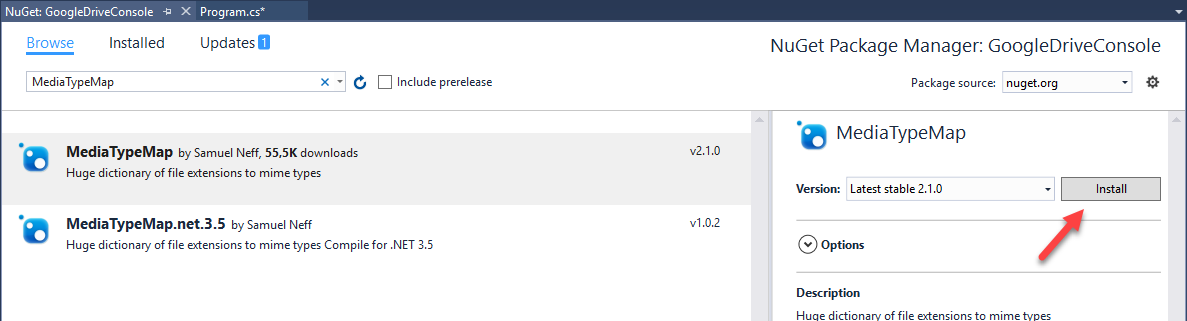 NuGet: GoogleDriveConsole Program.cs*
Browse Installed Updates 1
NuGet Package Manager: GoogleDriveConsole
MediaTypeMap Include prerelease
Package source: nuget.org
MediaTypeMap by Samuel Neff, 55,5K downloads v2.1.0
Huge dictionary of file extensions to mime types
MediaTypeMap.net.3.5 by Samuel Neff v1.0.2
Huge dictionary of file extensions to mime types Compile for .NET 3.5
MediaTypeMap
Version: Latest stable 2.1.0 Install
Options
Description
Huge dictionary of file extensions to mime types